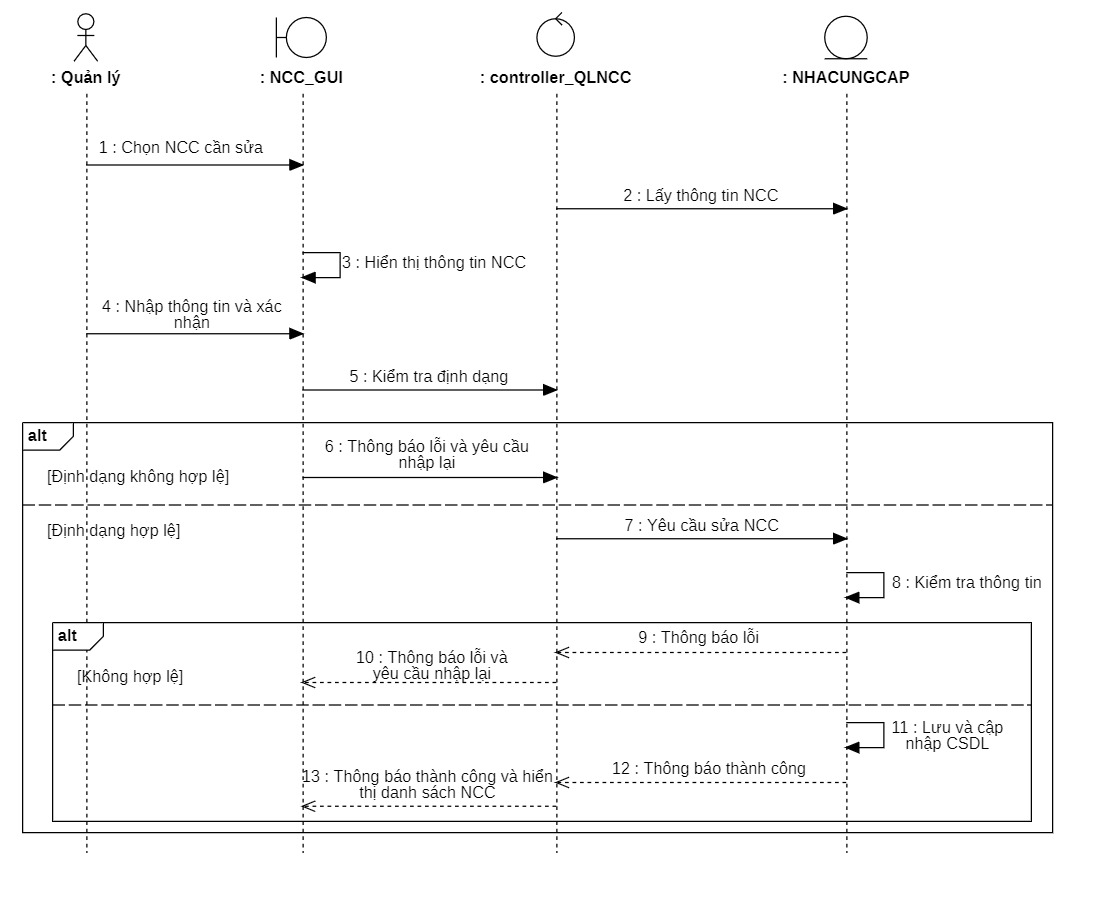 : Quản lý
: NCC_GUI
: controller_QLNCC
: NHACUNGCAP
1 : Chọn NCC cần sửa
2 : Lấy thông tin NCC
3 : Hiển thị thông tin NCC
4 : Nhập thông tin và xác
nhận
5 : Kiểm tra định dạng
alt
6 : Thông báo lỗi và yêu cầu
nhập lại
[Định dạng không hợp lệ]
[Định dạng hợp lệ]
7 : Yêu cầu sửa NCC
8 : Kiểm tra thông tin
alt
9 : Thông báo lỗi
10 : Thông báo lỗi và
yêu cầu nhập lại
[Không hợp lệ]
11 : Lưu và cập
nhập CSDL
12 : Thông báo thành công
13 : Thông báo thành công và hiển
thị danh sách NCC